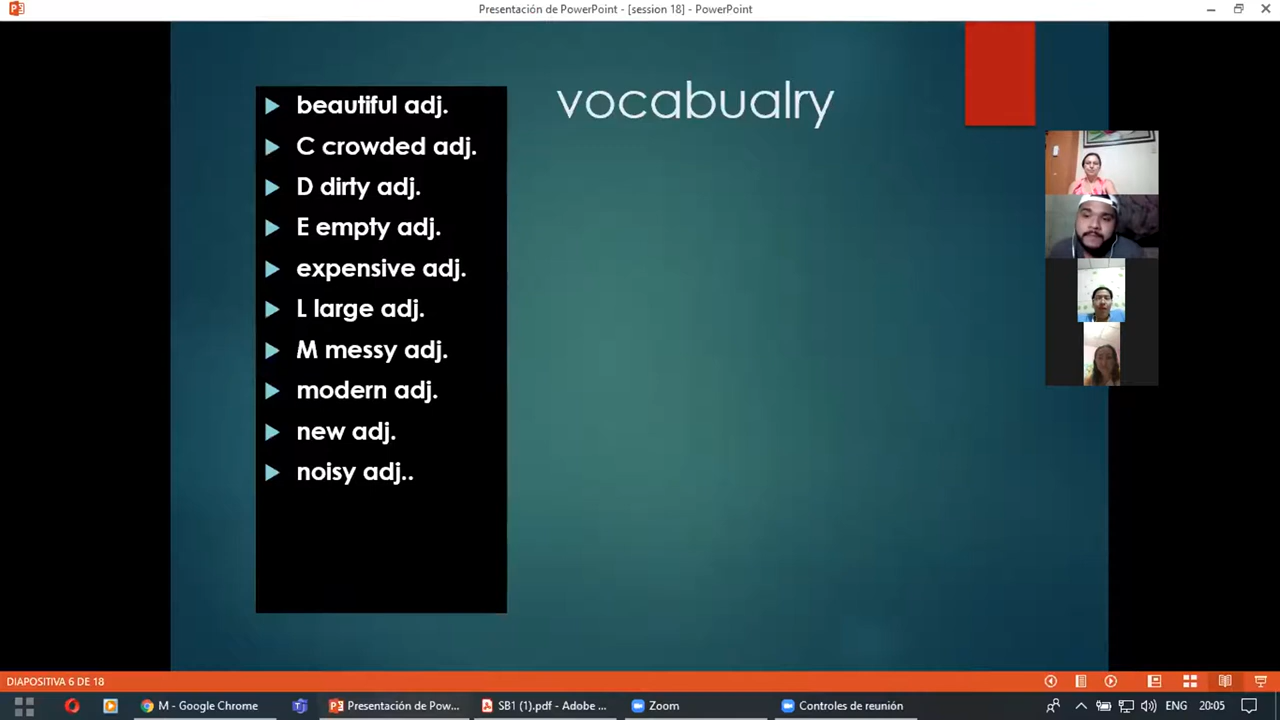 Presentación de PowerPoint - [session 18] - PowerPoint
vocabualry
beautiful adj.
C crowded adj.
D dirty adj.
E empty adj.
expensive adj.
L large adj.
M messy adj.
modern adj.
new adj.
noisy adj..
DIAPOSITIVA 6 DE 18
M - Google Chrome
Presentación de Pow...
SB1 (1).pdf - Adobe ...
Zoom
Controles de reunión
ENG
20:05